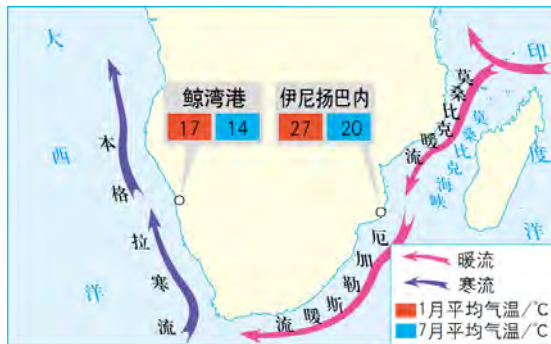 大西洋
印度洋
鲸湾港
17 14
伊尼扬巴内
27 20
莫桑比克暖流
莫桑比克海峡
本格拉寒流
厄加勒斯暖流
暖流
寒流
1月平均气温/℃
7月平均气温/℃